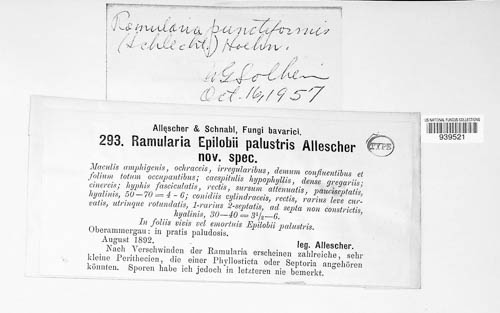 Ramularia punctiformis
(Schlecht.) Hoehn.
WG Solheim
Oct. 16, 1957
US NATIONAL FUNGUS COLLECTIONS
939521
Allescher & Schnabl, Fungi bavarici.
293. Ramularia Epilobii palustris Allescher
nov. spec.
TYPE
Maculis amphigenis, ochraceis, irregularibus, demum confluentibus et
folium totum occupantibus; caespitulis hypophyllis, dense gregariis;
cinereis; hyphis fasciculatis, rectis, sursum attenuatis, pauciseptatis,
hyalinis, 50—70 = 4—6; conidiis cylindraceis, rectis, rarius leve cur-
vatis, utrinque rotundatis, 1-rarius 2-septatis, ad septa non constrictis,
hyalinis, 30—40 = 3½—6.
In foliis vivis vel emortuis Epilobii palustris.
Oberammergau: in pratis paludosis.
August 1892. leg. Allescher.
Nach Verschwinden der Ramularia erscheinen zahlreiche, sehr
kleine Perithecien, die einer Phyllosticta oder Septoria angehören
könnten. Sporen habe ich jedoch in letzteren nie bemerkt.